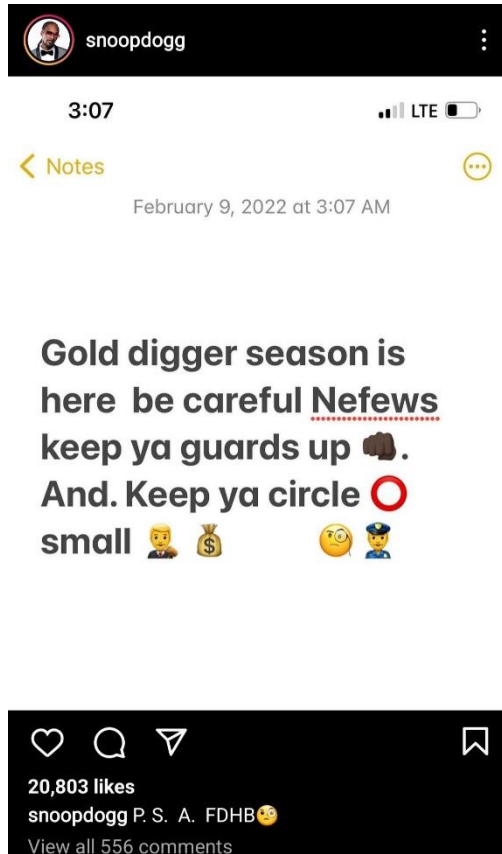 snoopdogg
3:07 LTE
Notes
February 9, 2022 at 3:07 AM
Gold digger season is
here be careful Nefews
keep ya guards up 👊🏿.
And. Keep ya circle ⭕
small 👨‍⚖️ 💰 🧐 👮
20,803 likes
snoopdogg P. S. A. FDHB🧐
View all 556 comments